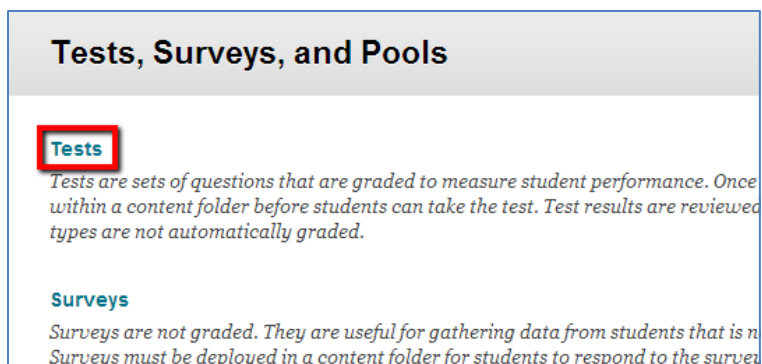 Tests, Surveys, and Pools
Tests
Tests are sets of questions that are graded to measure student performance. Once
within a content folder before students can take the test. Test results are reviewed
types are not automatically graded.
Surveys
Surveys are not graded. They are useful for gathering data from students that is n
Surveys must be deployed in a content folder for students to respond to the survey